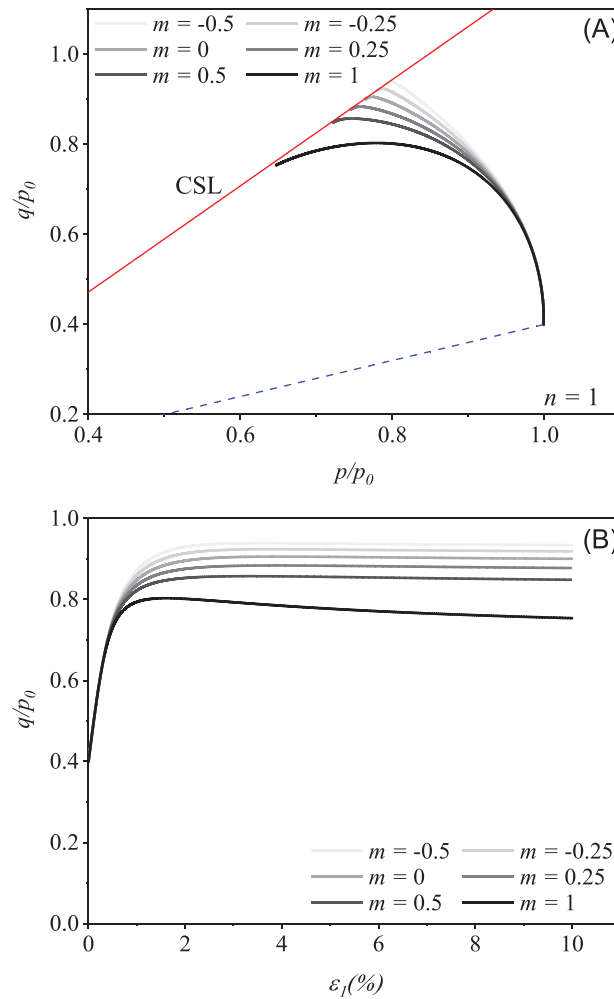 m = -0.5 m = -0.25 (A)
m = 0 m = 0.25
m = 0.5 m = 1
1.0
CSL
q/p0
0.8
0.6
0.4
0.2
n = 1
0.4 0.6 0.8 1.0
p/p0
1.0 (B)
0.8
q/p0
0.6
0.4
0.2
0.0
m = -0.5 m = -0.25
m = 0 m = 0.25
m = 0.5 m = 1
0 2 4 6 8 10
ε1(%)